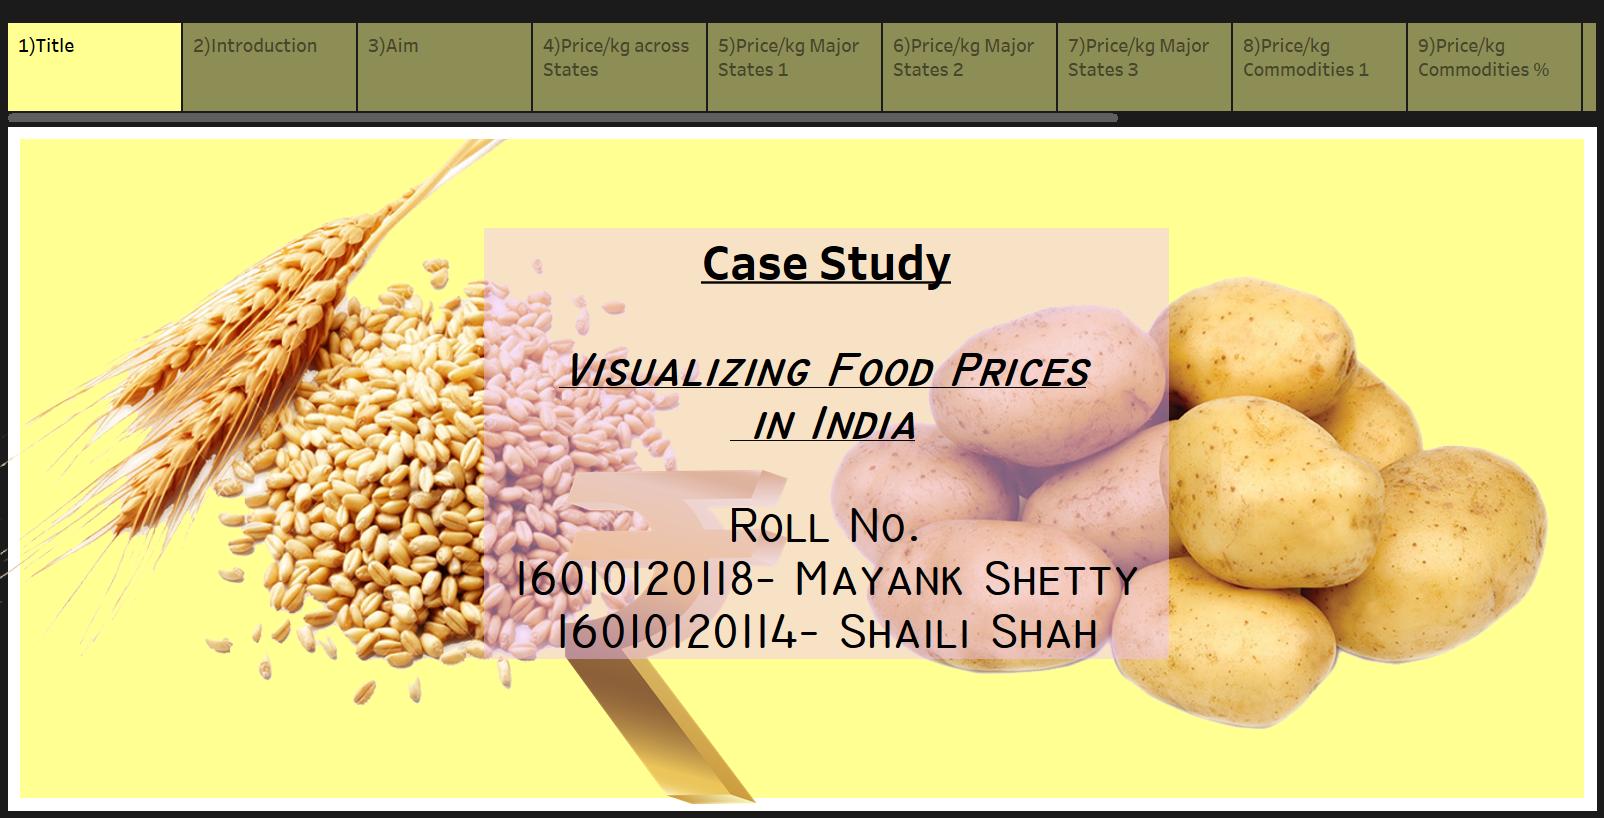 1)Title
2)Introduction
3)Aim
4)Price/kg across
States
5)Price/kg Major
States 1
6)Price/kg Major
States 2
7)Price/kg Major
States 3
8)Price/kg
Commodities 1
9)Price/kg
Commodities %
Case Study
Visualizing Food Prices
in India
Roll No.
16010120118- Mayank Shetty
16010120114- Shaili Shah